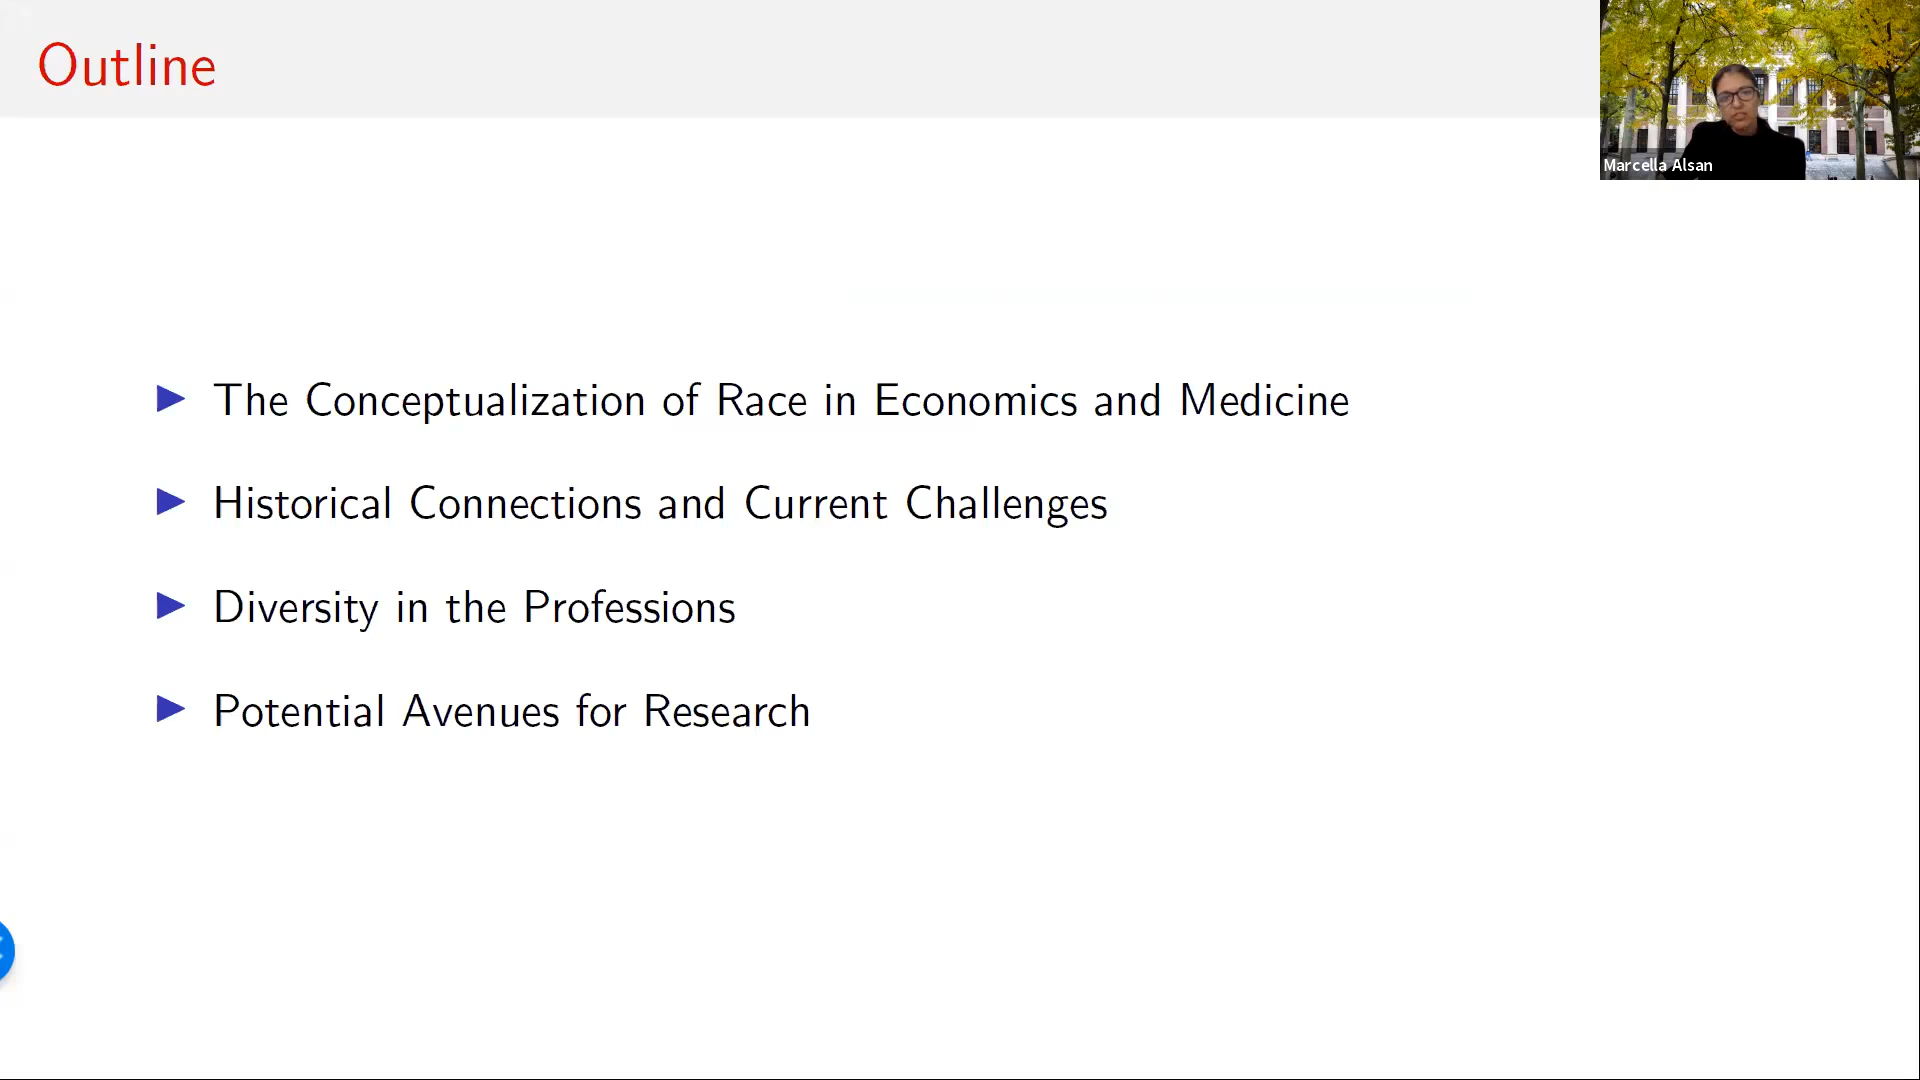 Outline
Marcella Alsan
The Conceptualization of Race in Economics and Medicine
Historical Connections and Current Challenges
Diversity in the Professions
Potential Avenues for Research